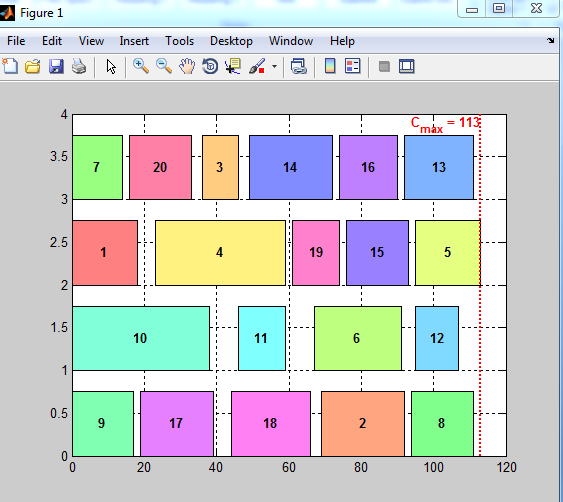 Figure 1
File Edit View Insert Tools Desktop Window Help
4
C_max = 113
3.5
7 20 3 14 16 13
3
2.5
1 4 19 15 5
2
1.5
10 11 6 12
1
0.5
9 17 18 2 8
0
0 20 40 60 80 100 120